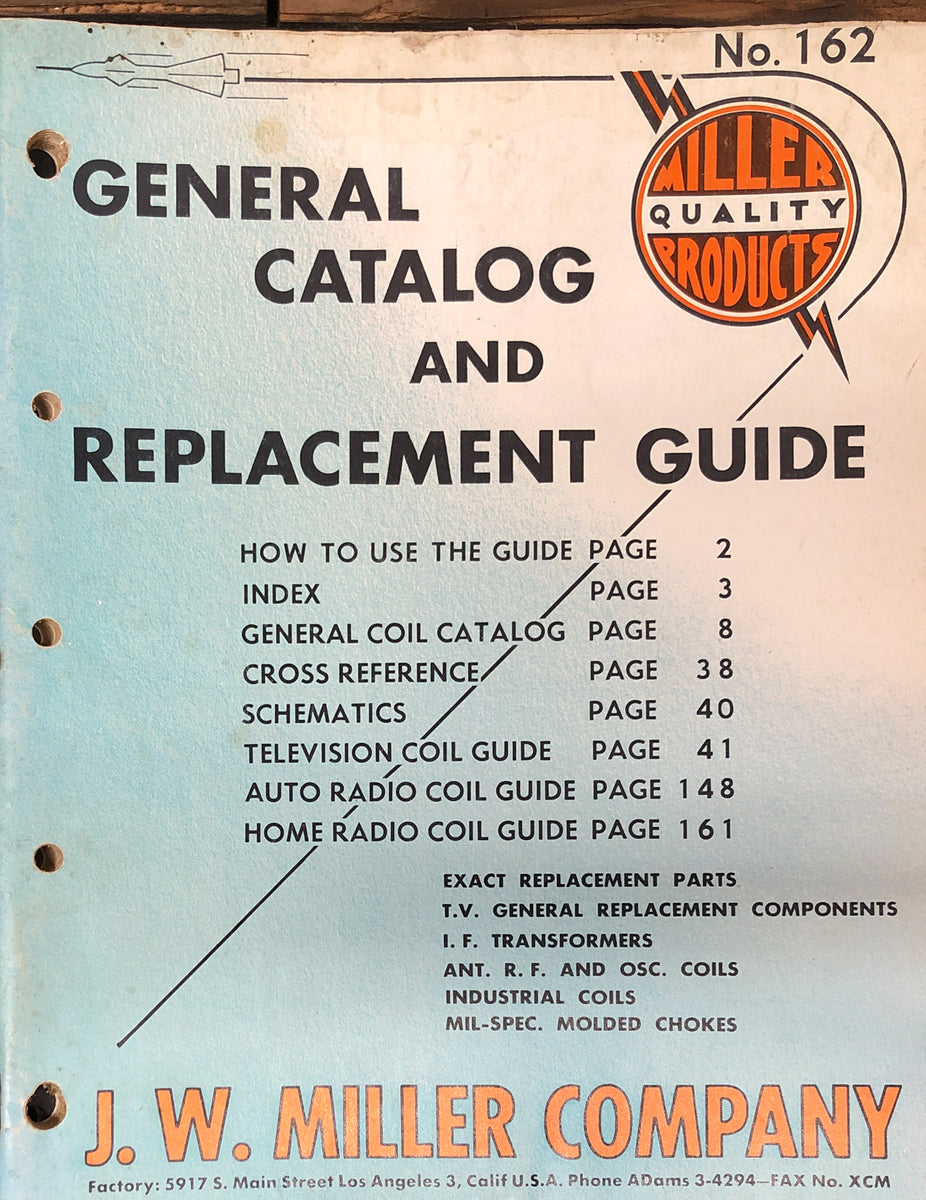 No. 162
MILLER
QUALITY
PRODUCTS
GENERAL
CATALOG
AND
REPLACEMENT GUIDE
HOW TO USE THE GUIDE PAGE 2
INDEX PAGE 3
GENERAL COIL CATALOG PAGE 8
CROSS REFERENCE PAGE 38
SCHEMATICS PAGE 40
TELEVISION COIL GUIDE PAGE 41
AUTO RADIO COIL GUIDE PAGE 148
HOME RADIO COIL GUIDE PAGE 161
EXACT REPLACEMENT PARTS
T.V. GENERAL REPLACEMENT COMPONENTS
I. F. TRANSFORMERS
ANT. R. F. AND OSC. COILS
INDUSTRIAL COILS
MIL-SPEC. MOLDED CHOKES
J. W. MILLER COMPANY
Factory: 5917 S. Main Street Los Angeles 3, Calif U.S.A. Phone ADams 3-4294—FAX No. XCM